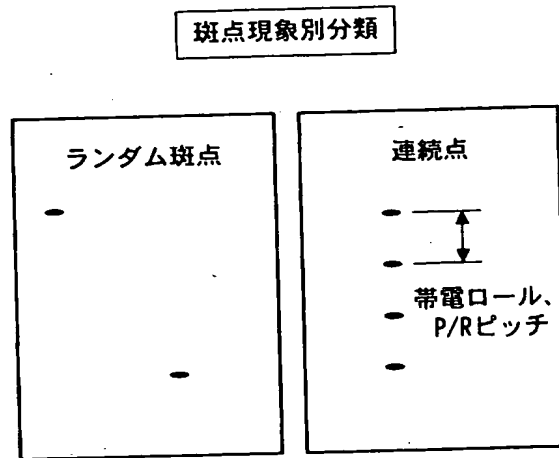 斑点現象別分類
ランダム斑点
連続点
帯電ロール、
P/Rピッチ